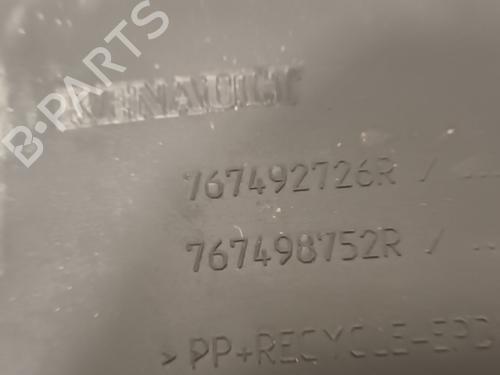 B-PARTS
RENAULT
767492726R / ...
767498752R / ..
>PP+RECYCLE-EPD